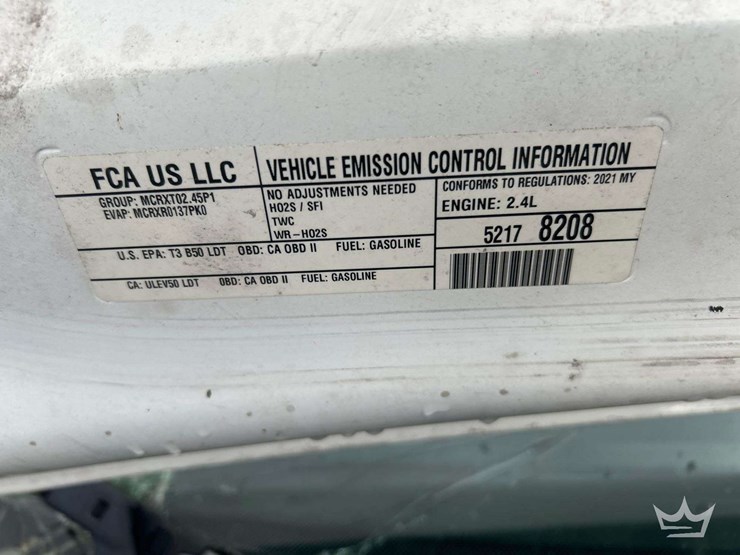 FCA US LLC
VEHICLE EMISSION CONTROL INFORMATION
GROUP: MCRXT02.45P1
EVAP: MCRXR0137PK0
NO ADJUSTMENTS NEEDED
HO2S / SFI
TWC
WR-HO2S
CONFORMS TO REGULATIONS: 2021 MY
ENGINE: 2.4L
5217 8208
U.S. EPA: T3 B50 LDT OBD: CA OBD II FUEL: GASOLINE
CA: ULEV50 LDT OBD: CA OBD II FUEL: GASOLINE